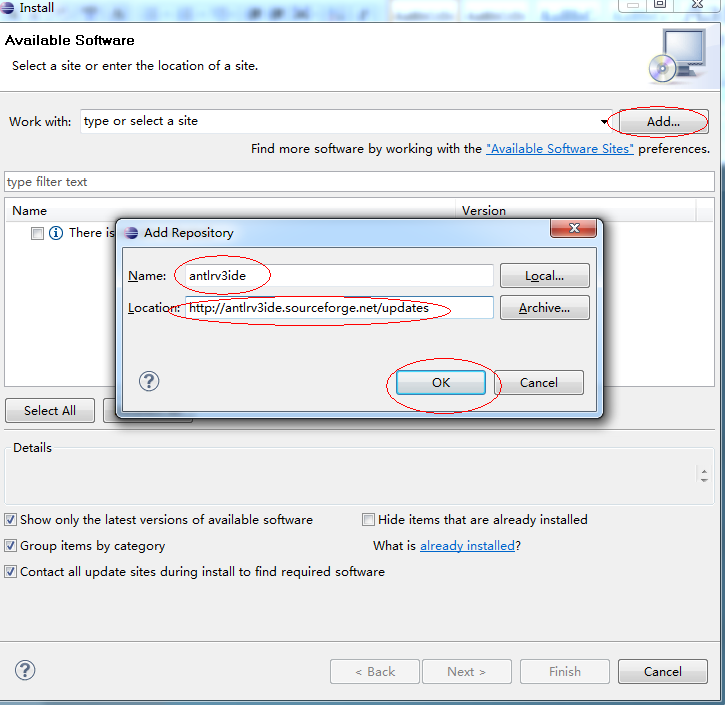 Install
Available Software
Select a site or enter the location of a site.
Work with: type or select a site Add...
Find more software by working with the "Available Software Sites" preferences.
type filter text
Name Version
There is
Add Repository
Name: antlrv3ide Local...
Location: http://antlrv3ide.sourceforge.net/updates Archive...
OK Cancel
Select All
Details
Show only the latest versions of available software Hide items that are already installed
Group items by category What is already installed?
Contact all update sites during install to find required software
< Back Next > Finish Cancel